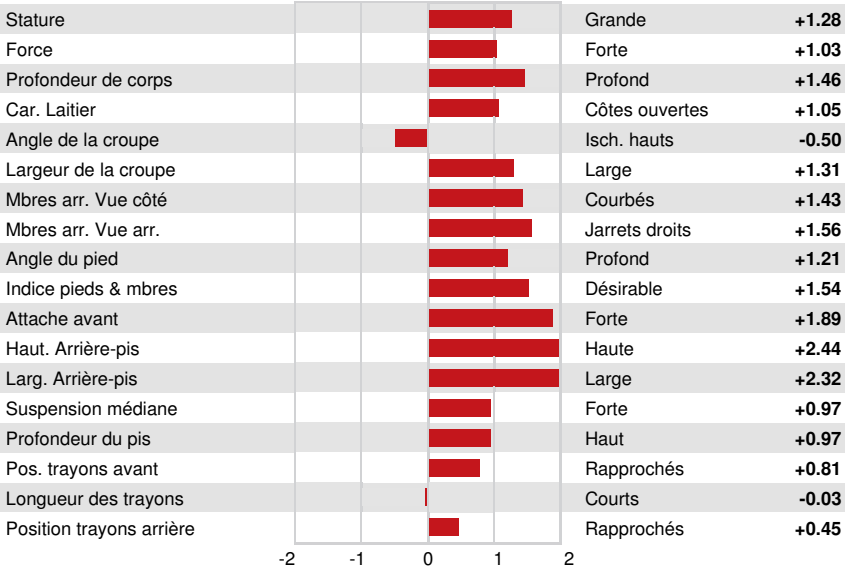 Stature Grande +1.28
Force Forte +1.03
Profondeur de corps Profond +1.46
Car. Laitier Côtes ouvertes +1.05
Angle de la croupe Isch. hauts -0.50
Largeur de la croupe Large +1.31
Mbres arr. Vue côté Courbés +1.43
Mbres arr. Vue arr. Jarrets droits +1.56
Angle du pied Profond +1.21
Indice pieds & mbres Désirable +1.54
Attache avant Forte +1.89
Haut. Arrière-pis Haute +2.44
Larg. Arrière-pis Large +2.32
Suspension médiane Forte +0.97
Profondeur du pis Haut +0.97
Pos. trayons avant Rapprochés +0.81
Longueur des trayons Courts -0.03
Position trayons arrière Rapprochés +0.45
-2 -1 0 1 2